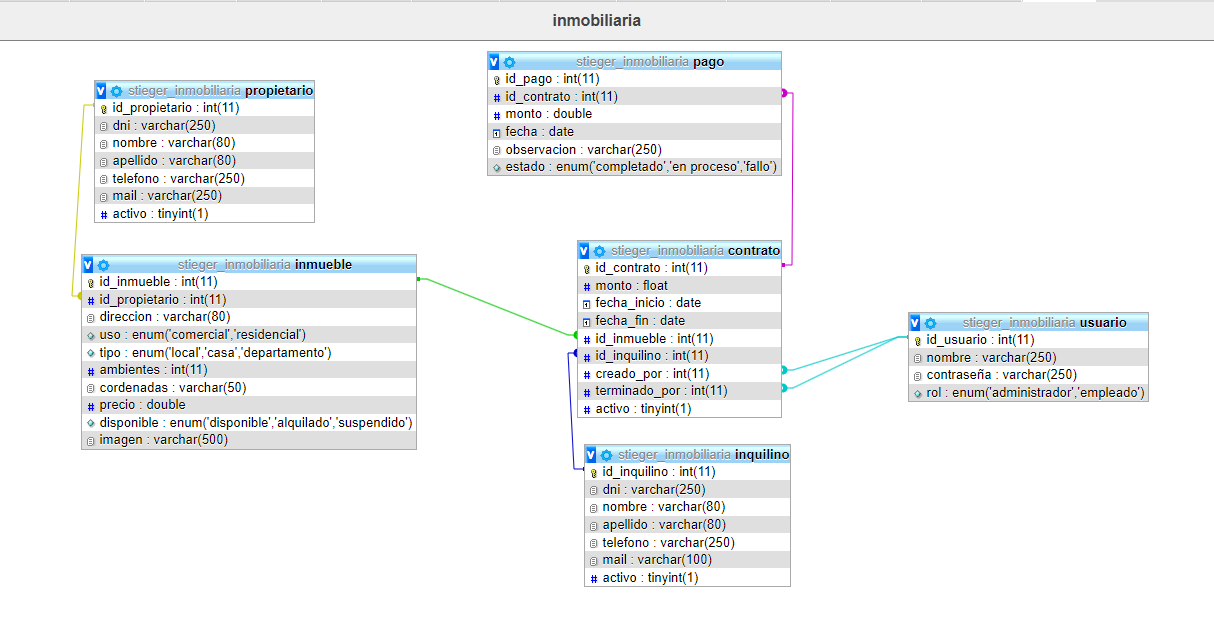 inmobiliaria
stieger_inmobiliaria propietario
id_propietario : int(11)
dni : varchar(250)
nombre : varchar(80)
apellido : varchar(80)
telefono : varchar(250)
mail : varchar(250)
activo : tinyint(1)
stieger_inmobiliaria pago
id_pago : int(11)
id_contrato : int(11)
monto : double
fecha : date
observacion : varchar(250)
estado : enum('completado','en proceso','fallo')
stieger_inmobiliaria inmueble
id_inmueble : int(11)
id_propietario : int(11)
direccion : varchar(80)
uso : enum('comercial','residencial')
tipo : enum('local','casa','departamento')
ambientes : int(11)
cordenadas : varchar(50)
precio : double
disponible : enum('disponible','alquilado','suspendido')
imagen : varchar(500)
stieger_inmobiliaria contrato
id_contrato : int(11)
monto : float
fecha_inicio : date
fecha_fin : date
id_inmueble : int(11)
id_inquilino : int(11)
creado_por : int(11)
terminado_por : int(11)
activo : tinyint(1)
stieger_inmobiliaria usuario
id_usuario : int(11)
nombre : varchar(250)
contraseña : varchar(250)
rol : enum('administrador','empleado')
stieger_inmobiliaria inquilino
id_inquilino : int(11)
dni : varchar(250)
nombre : varchar(80)
apellido : varchar(80)
telefono : varchar(250)
mail : varchar(100)
activo : tinyint(1)